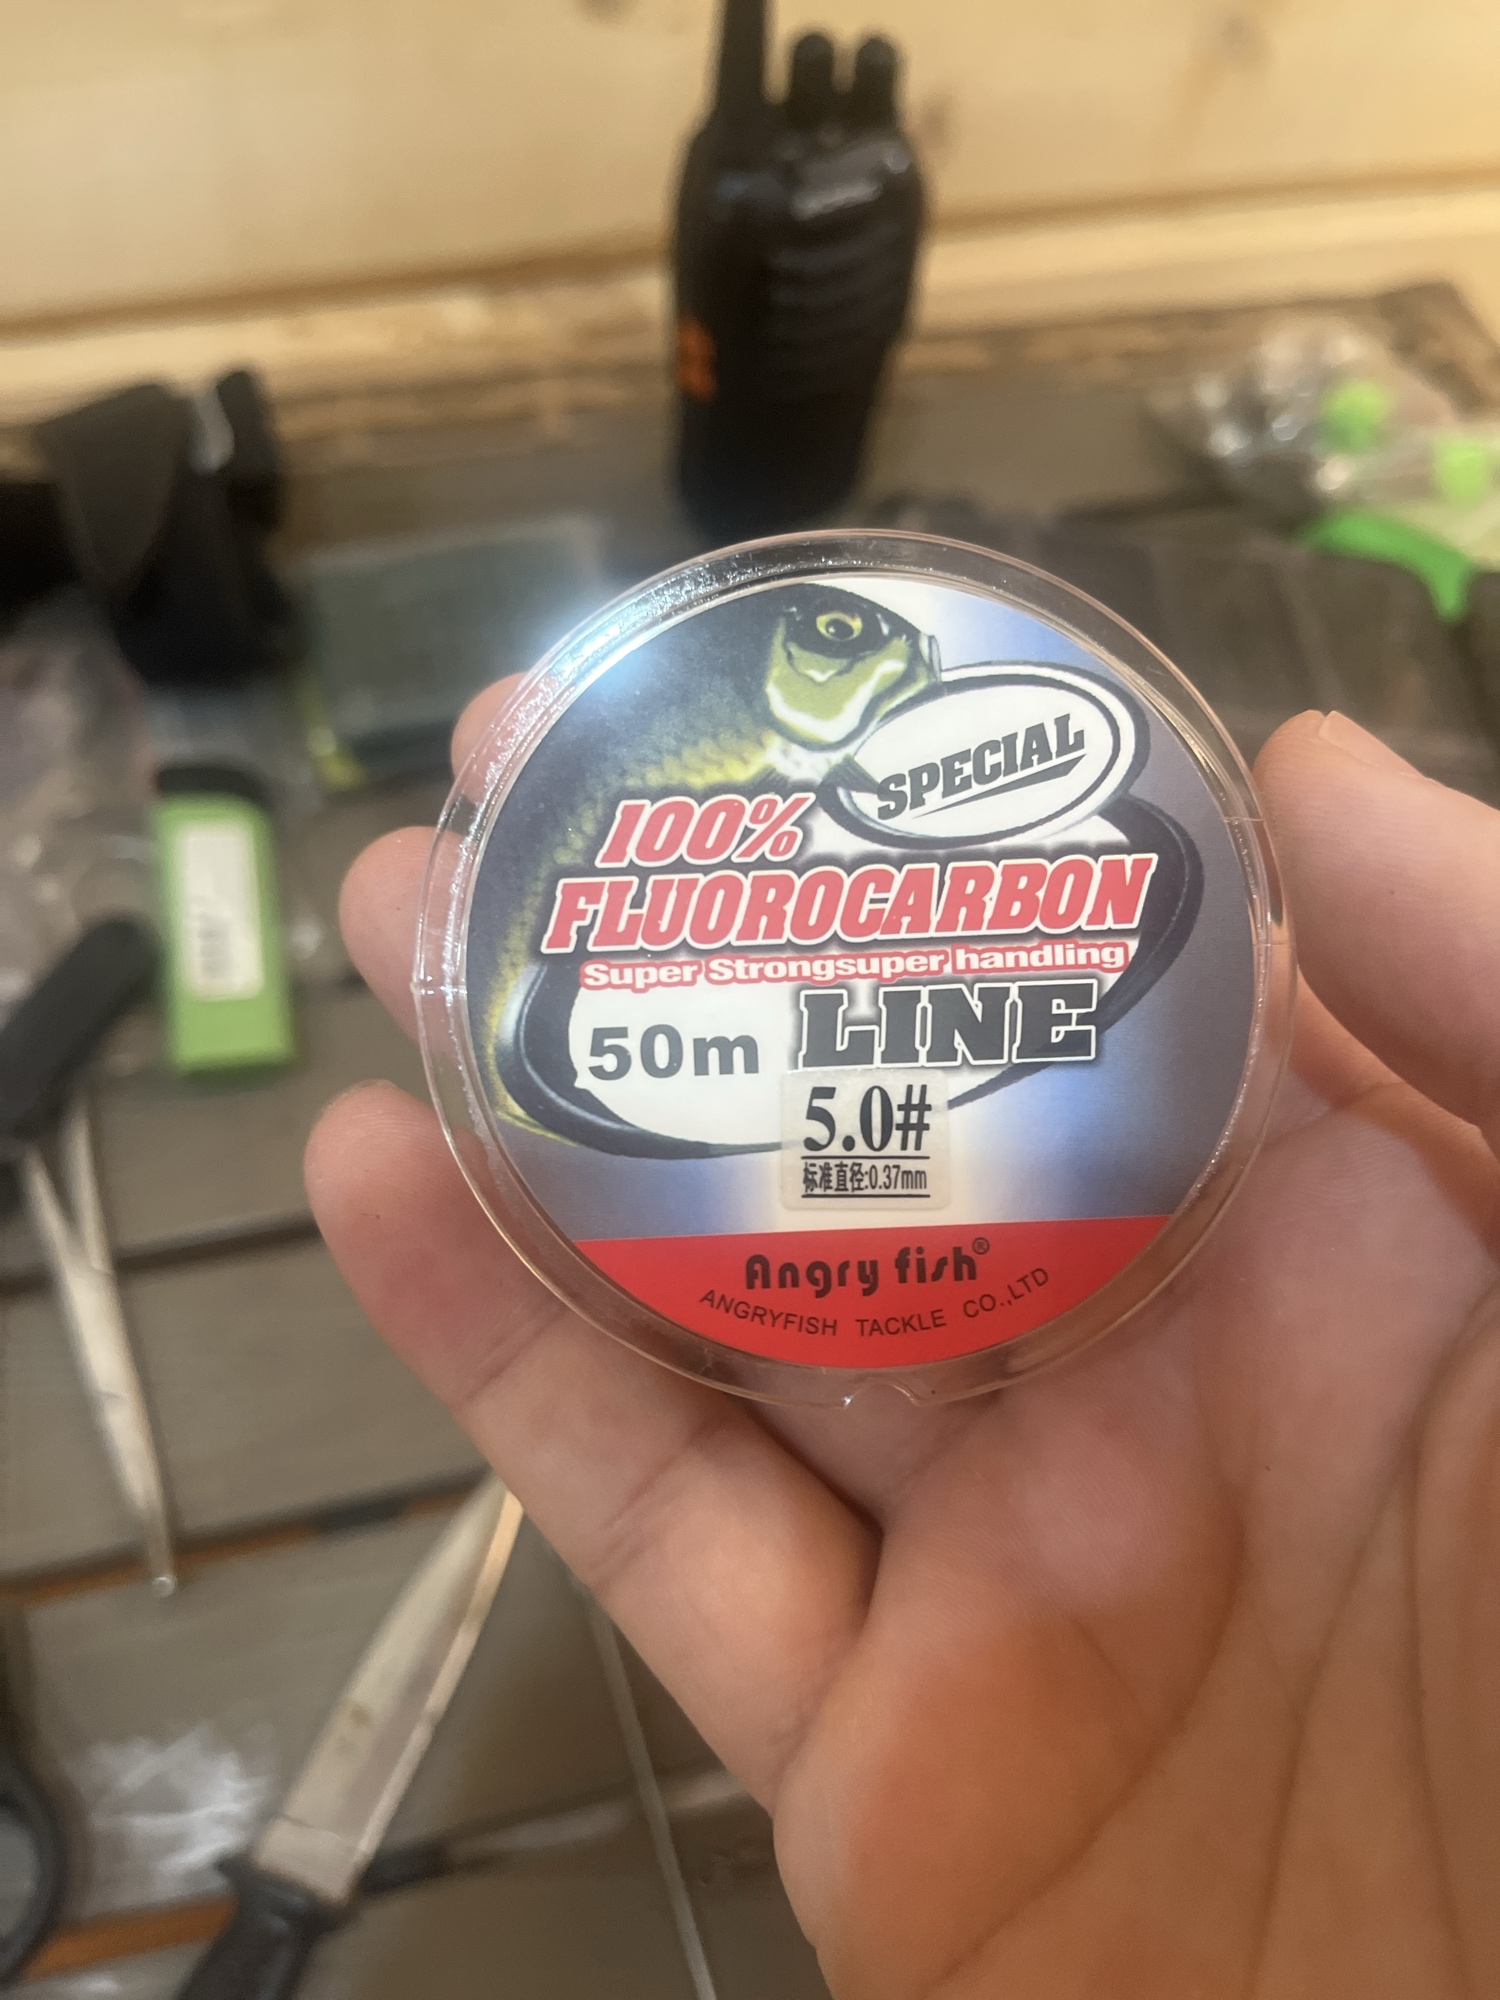 SPECIAL
100%
FLUOROCARBON
Super Strongsuper handling
50m LINE
5.0#
标准直径:0.37mm
Angry fish®
ANGRYFISH TACKLE CO.,LTD